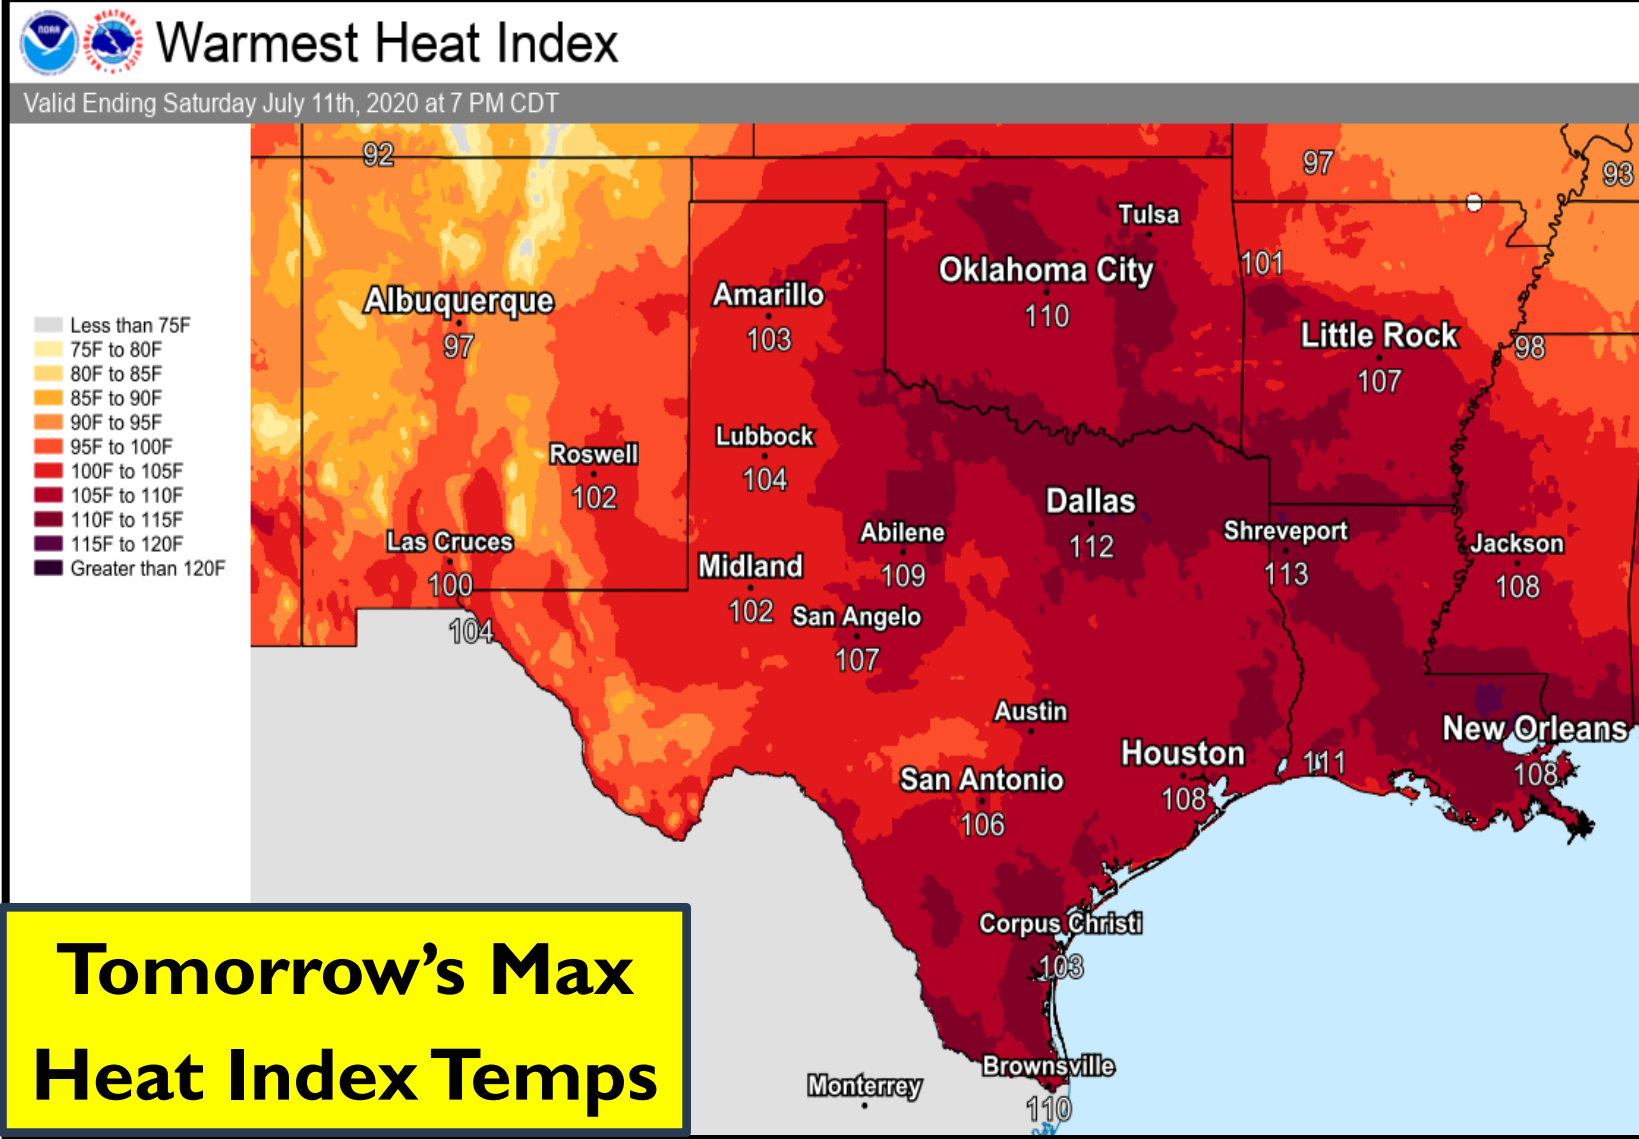 NOAA
NATIONAL WEATHER SERVICE
Warmest Heat Index
Valid Ending Saturday July 11th, 2020 at 7 PM CDT
92
97
93
Tulsa
101
Oklahoma City
110
Albuquerque
97
Amarillo
103
Less than 75F
75F to 80F
80F to 85F
85F to 90F
90F to 95F
95F to 100F
100F to 105F
105F to 110F
110F to 115F
115F to 120F
Greater than 120F
Little Rock
107
98
Lubbock
104
Roswell
102
Dallas
112
Abilene
109
Shreveport
113
Jackson
108
Las Cruces
100
104
Midland
102
San Angelo
107
Austin
New Orleans
108
Houston
108
111
San Antonio
106
Corpus Christi
103
Brownsville
110
Monterrey
Tomorrow’s Max
Heat Index Temps